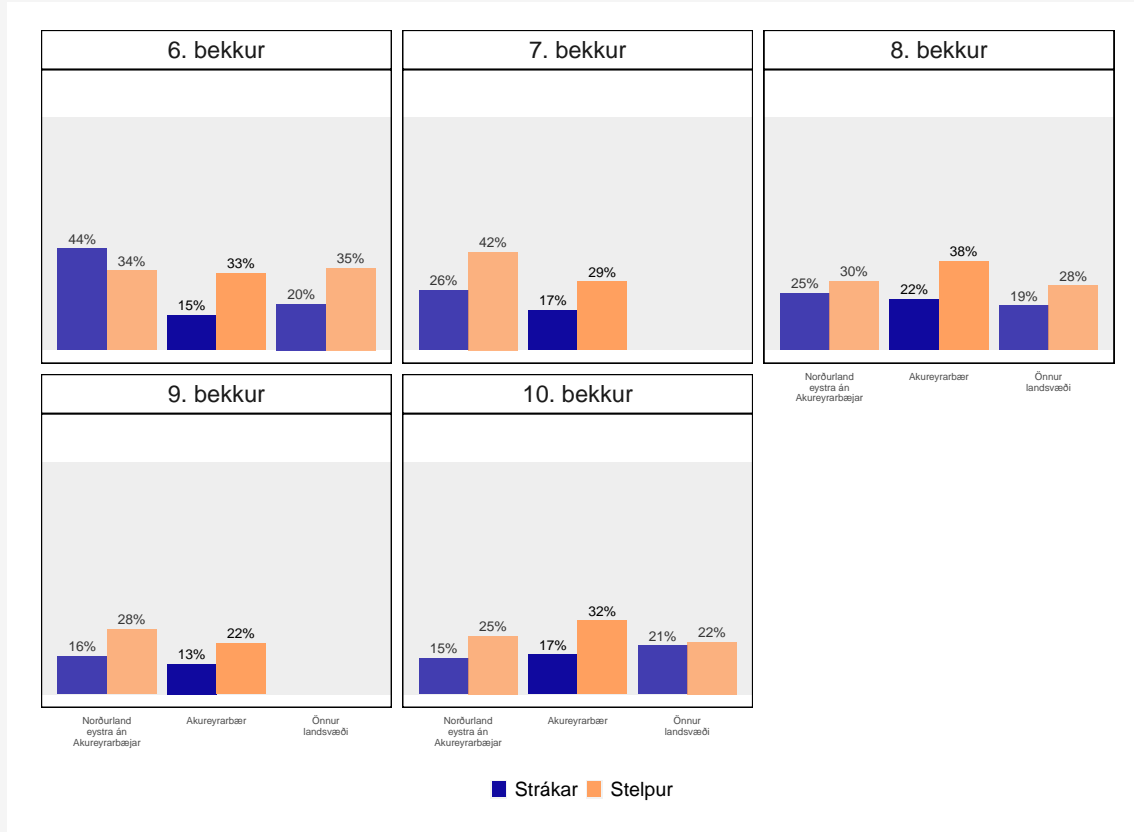 6. bekkur
7. bekkur
8. bekkur
44%
34%
15%
33%
20%
35%
26%
42%
17%
29%
25%
30%
22%
38%
19%
28%
Norðurland
eystra án
Akureyrarbæjar
Akureyrarbær
Önnur
landsvæði
9. bekkur
10. bekkur
16%
28%
13%
22%
15%
25%
17%
32%
21%
22%
Norðurland
eystra án
Akureyrarbæjar
Akureyrarbær
Önnur
landsvæði
Norðurland
eystra án
Akureyrarbæjar
Akureyrarbær
Önnur
landsvæði
Strákar Stelpur